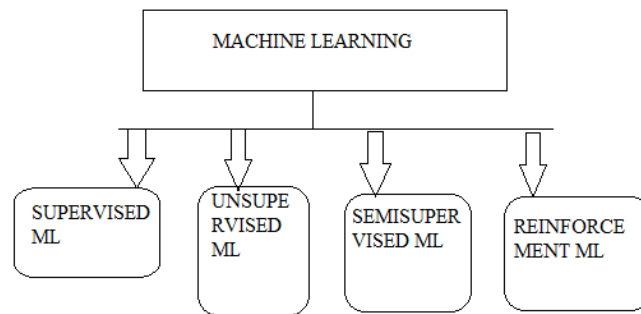 MACHINE LEARNING
SUPERVISED
ML
UNSUPE
RVISED
ML
SEMISUPER
VISED ML
REINFORCE
MENT ML